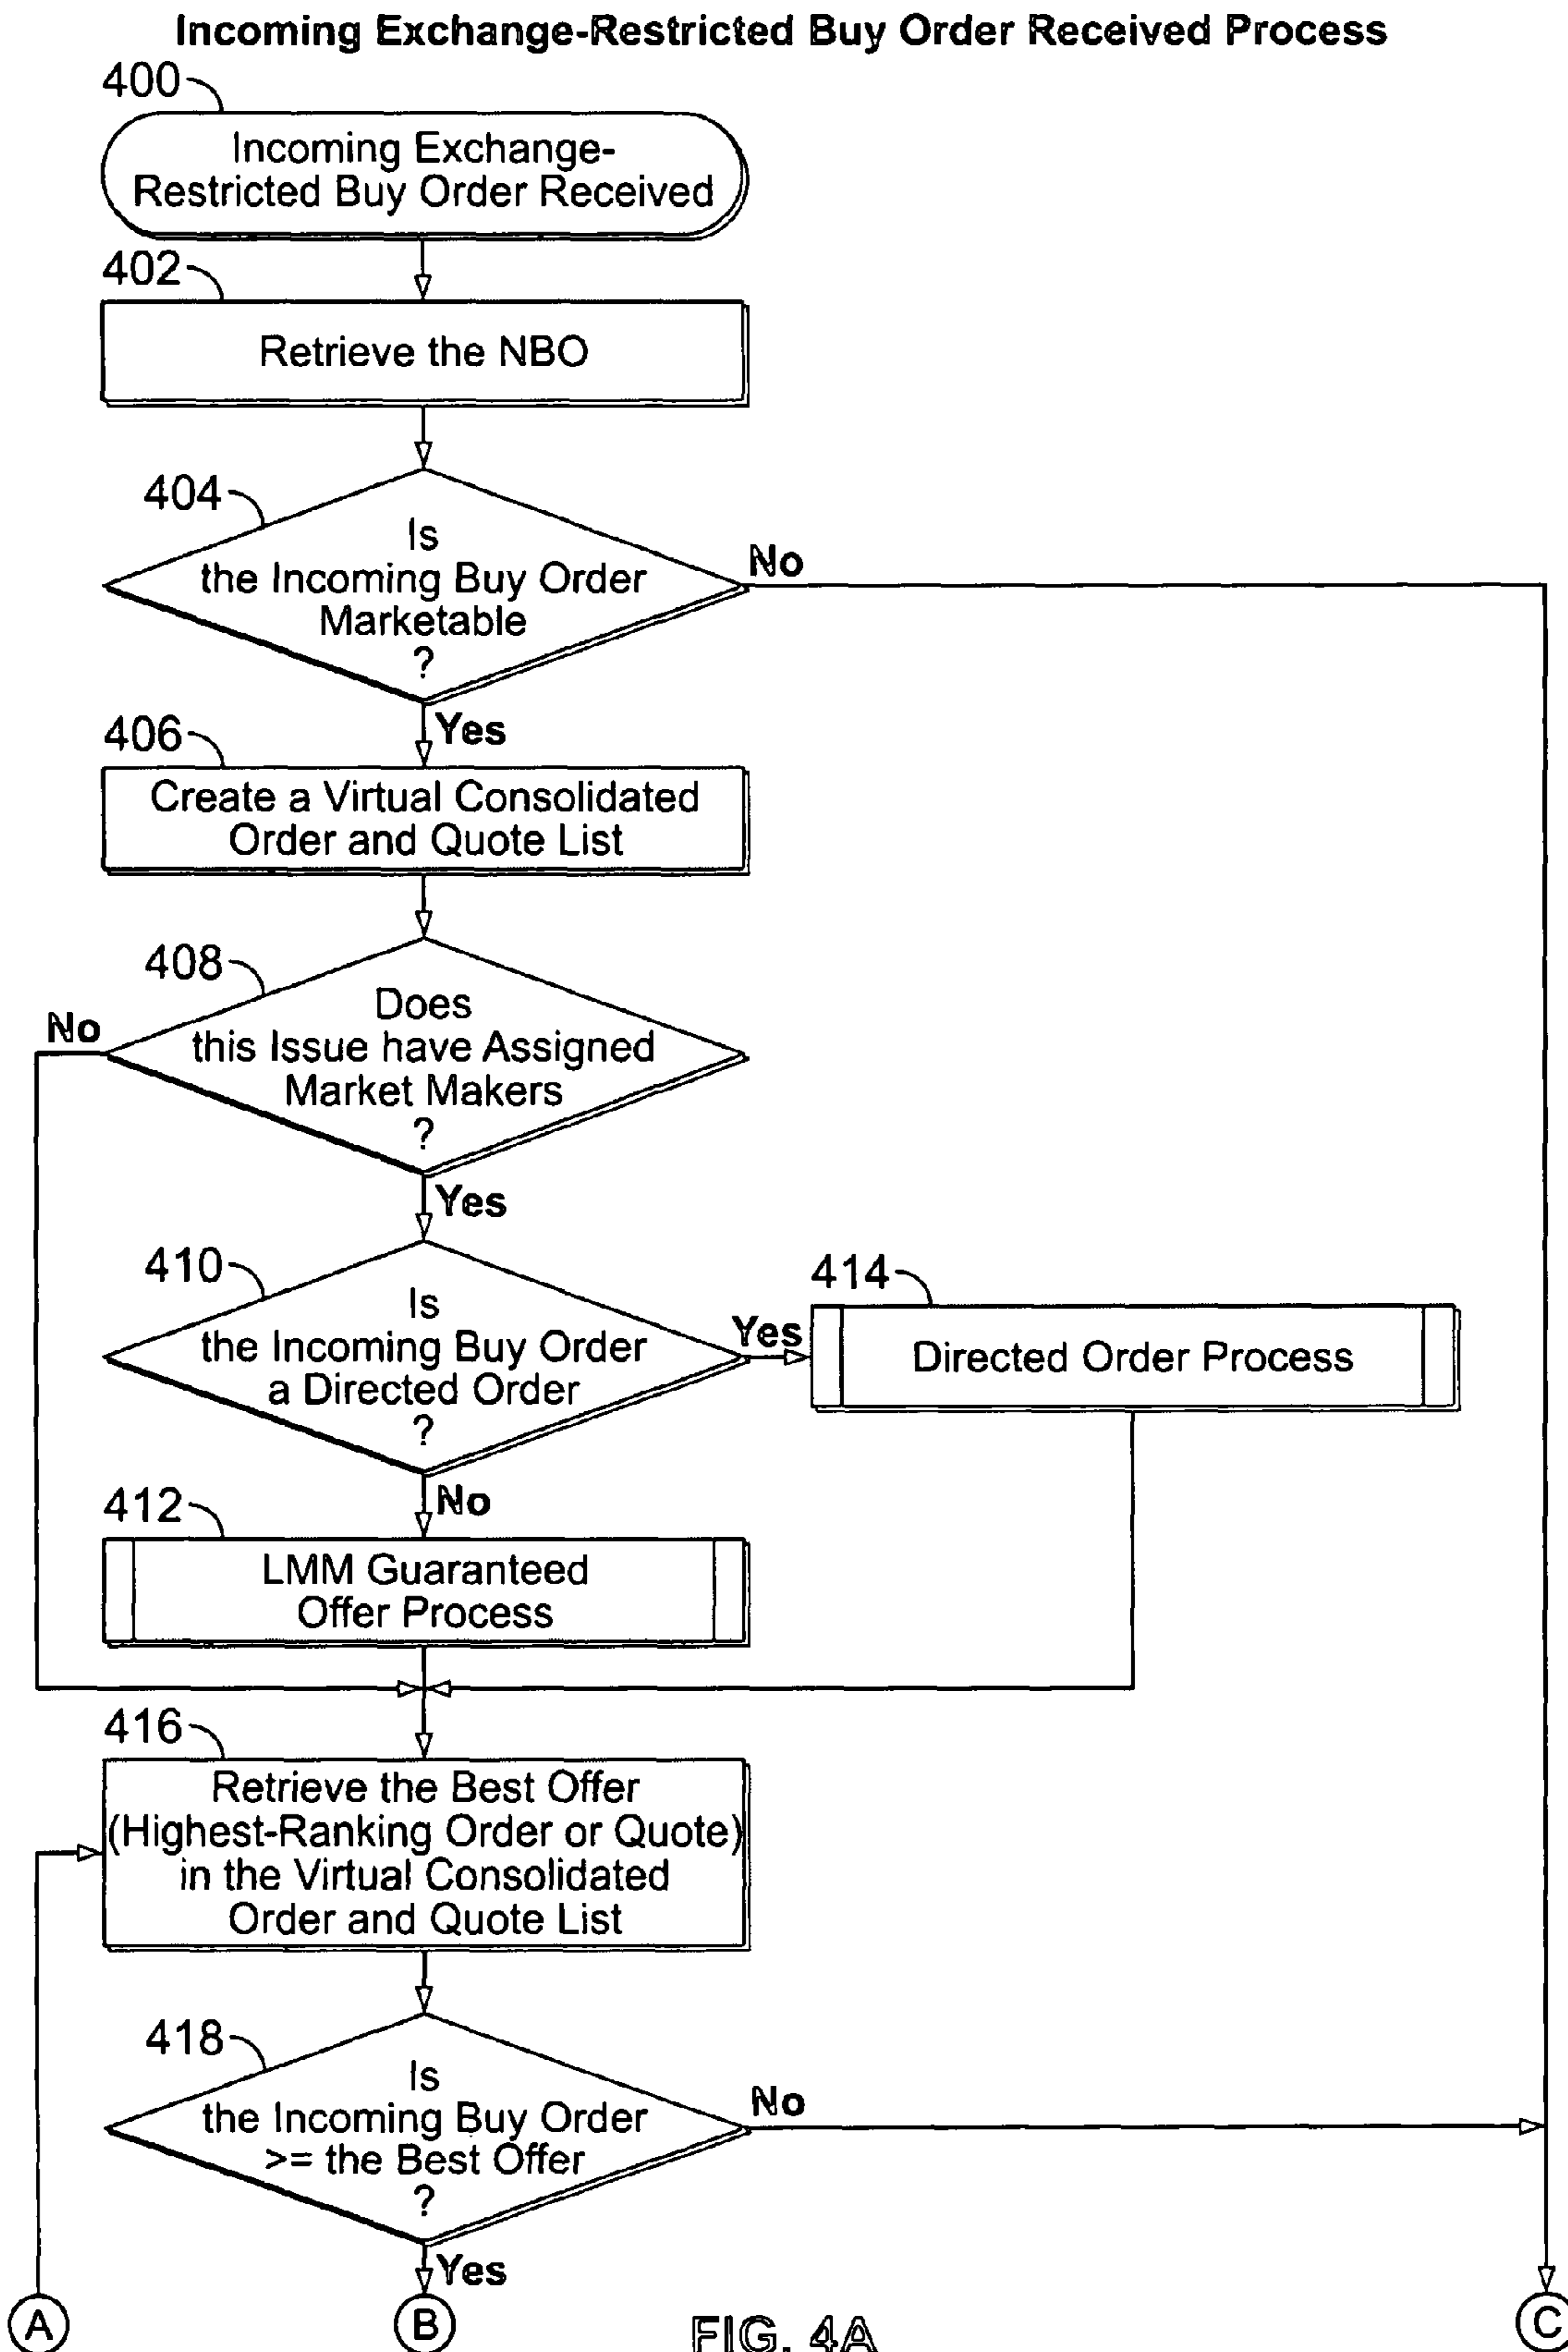 Incoming Exchange-Restricted Buy Order Received Process
400
Incoming Exchange-
Restricted Buy Order Received
402
Retrieve the NBO
404
Is
the Incoming Buy Order
Marketable
?
No
Yes
406
Create a Virtual Consolidated
Order and Quote List
408
Does
this Issue have Assigned
Market Makers
?
No
Yes
410
Is
the Incoming Buy Order
a Directed Order
?
Yes
414
Directed Order Process
No
412
LMM Guaranteed
Offer Process
416
Retrieve the Best Offer
(Highest-Ranking Order or Quote)
in the Virtual Consolidated
Order and Quote List
418
Is
the Incoming Buy Order
>= the Best Offer
?
No
Yes
A
B
C
FIG. 4A